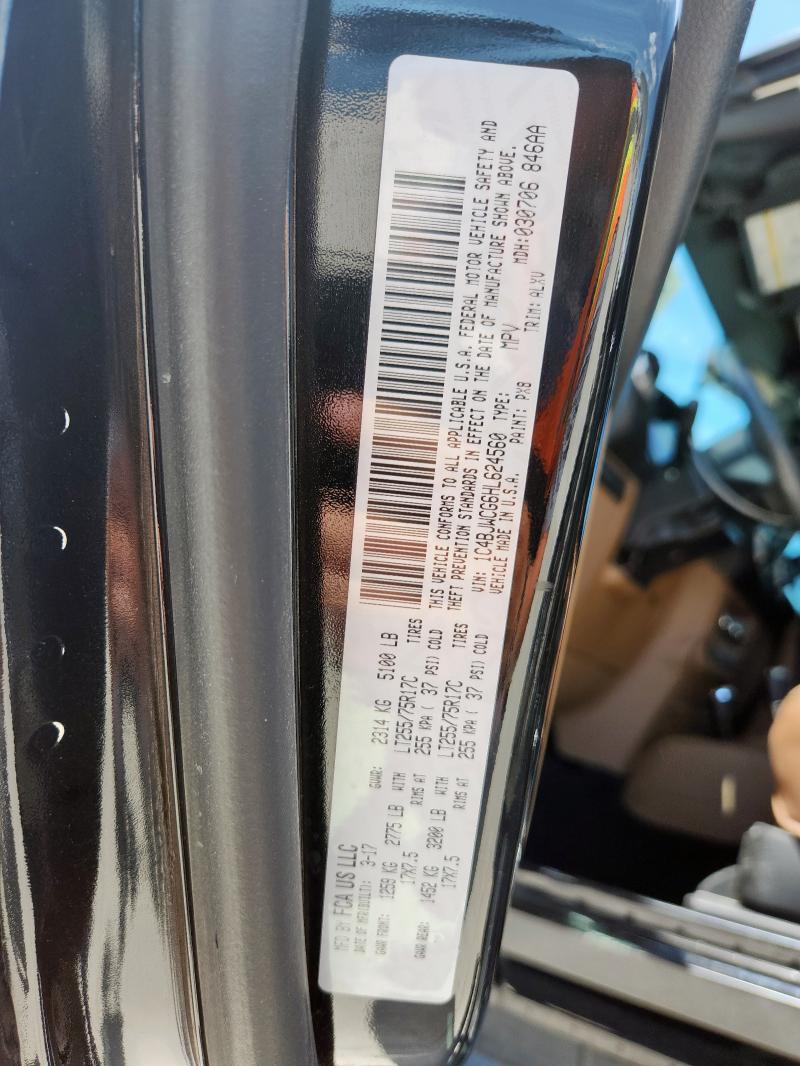 MFD BY FCA US LLC
DATE OF MFR(BUILT): 3-17 GVWR: 2314 KG 5100 LB
GAWR FRONT: 1259 KG 2775 LB WITH LT255/75R17C TIRES
17X7.5 RIMS AT 255 KPA ( 37 PSI) COLD
GAWR REAR: 1452 KG 3200 LB WITH LT255/75R17C TIRES
17X7.5 RIMS AT 255 KPA ( 37 PSI) COLD
THIS VEHICLE CONFORMS TO ALL APPLICABLE U.S.A. FEDERAL MOTOR VEHICLE SAFETY AND
THEFT PREVENTION STANDARDS IN EFFECT ON THE DATE OF MANUFACTURE SHOWN ABOVE.
VIN: 1C4BJWCG6HL624560 TYPE: MPV MDH:030706 846AA
VEHICLE MADE IN U.S.A. PAINT: PX8 TRIM: ALXV